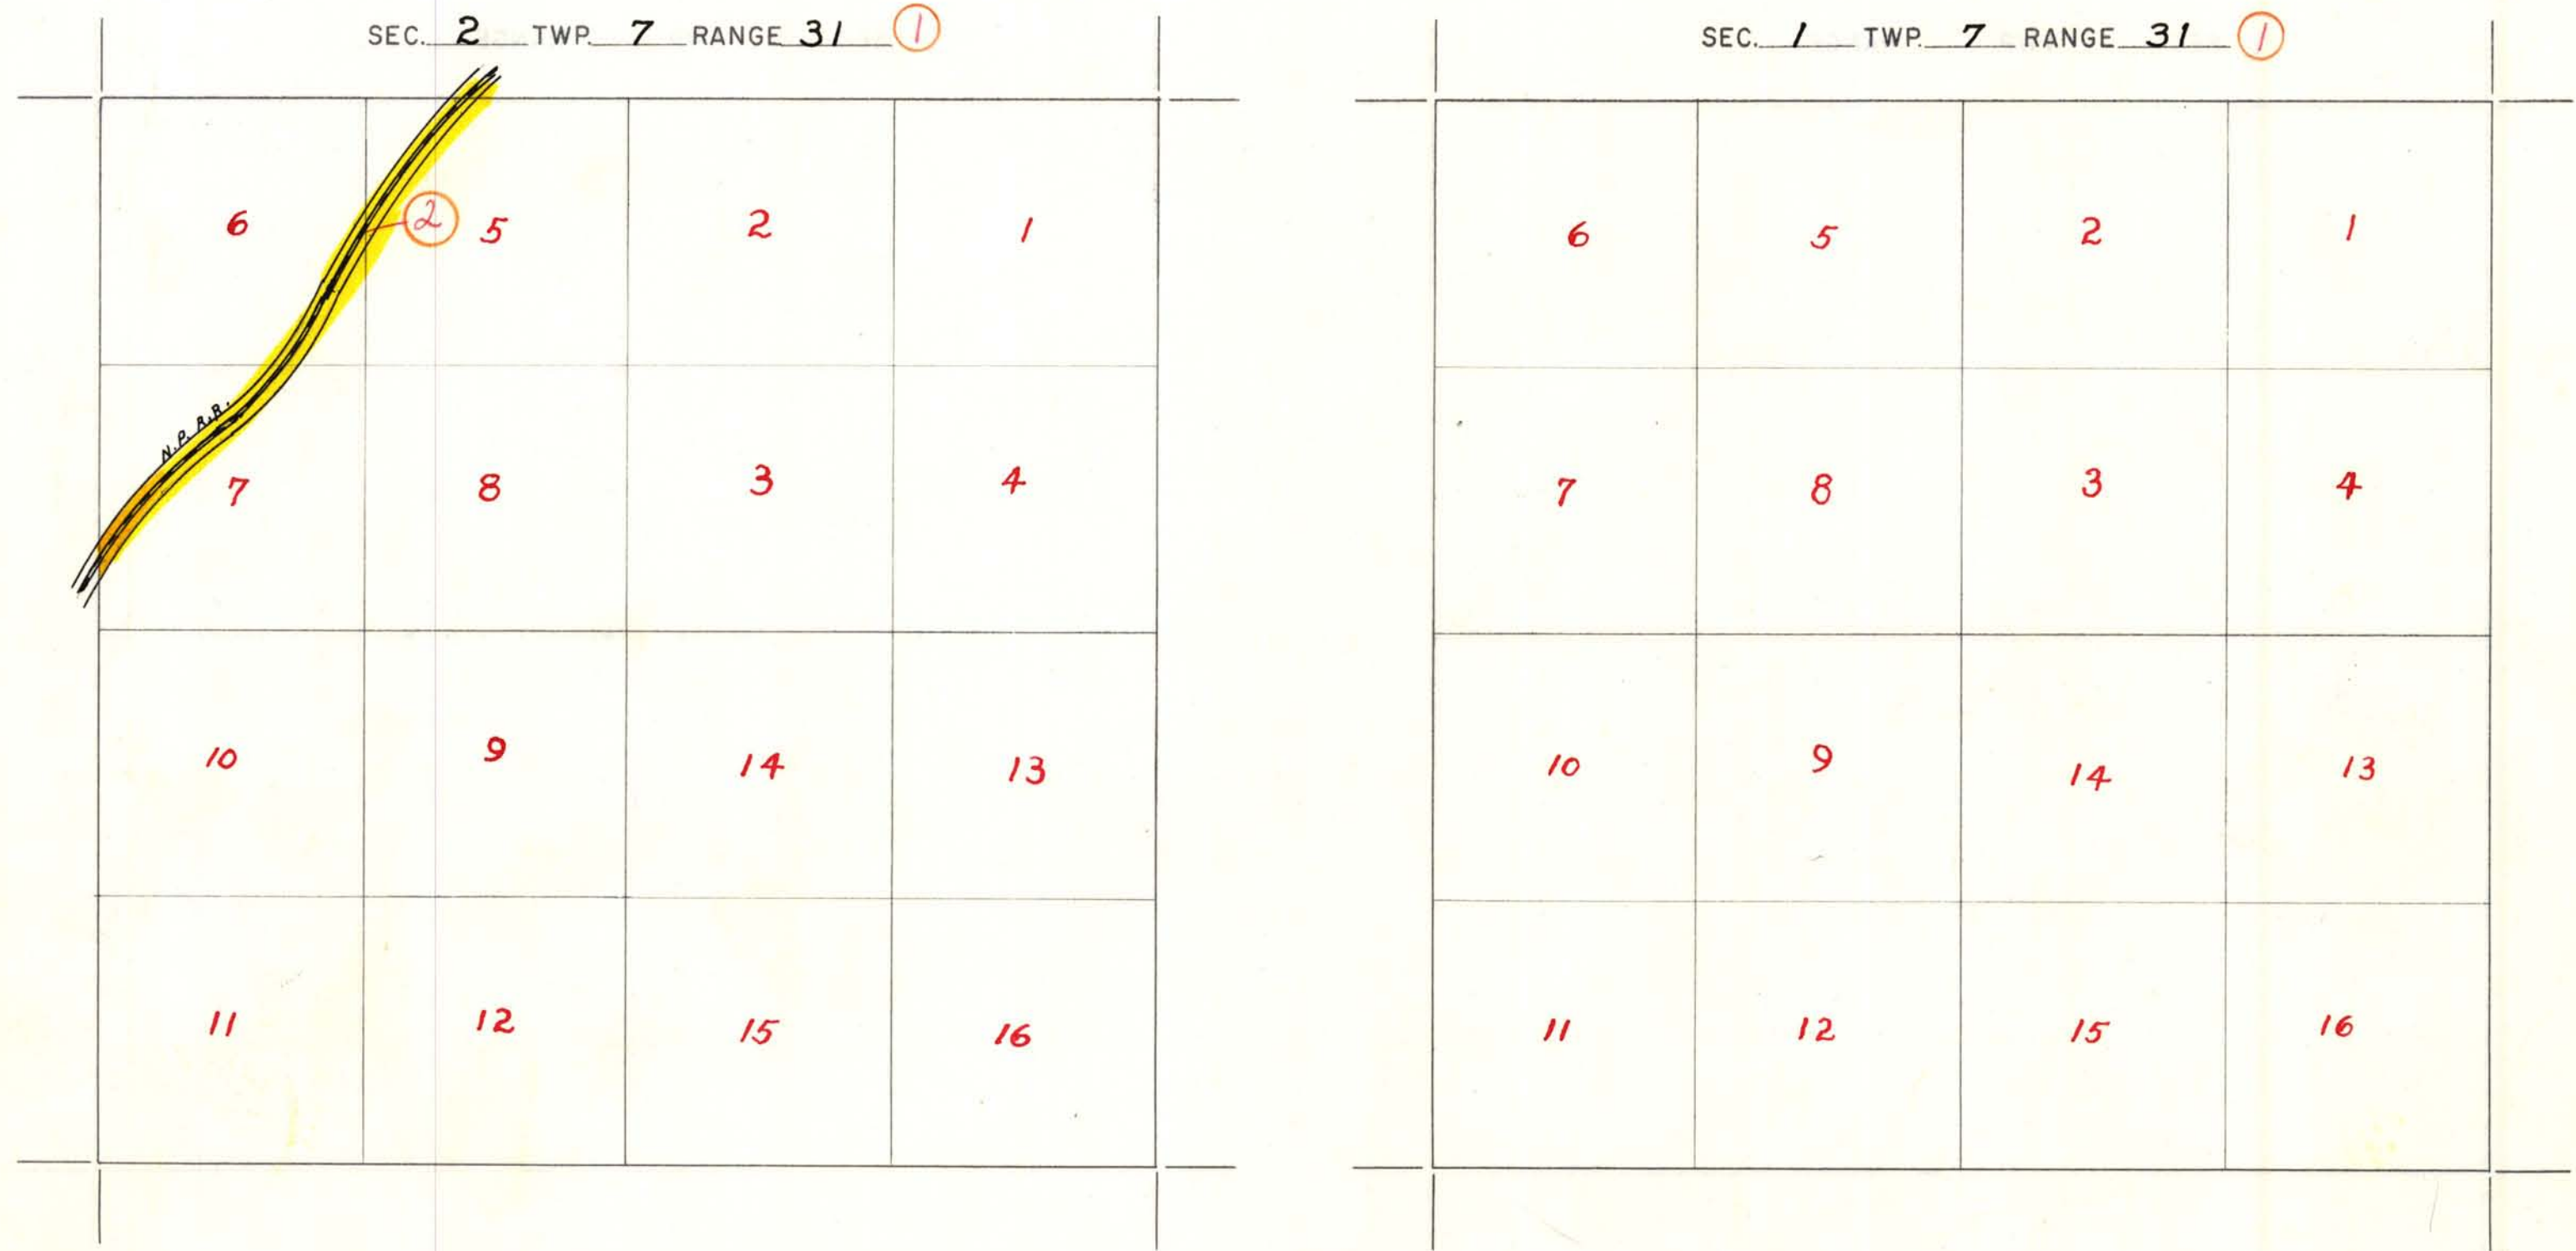 SEC. 2 TWP. 7 RANGE 31 1
6 5 2 1
2
N.P. R.R.
7 8 3 4
10 9 14 13
11 12 15 16
SEC. 1 TWP. 7 RANGE 31 1
6 5 2 1
7 8 3 4
10 9 14 13
11 12 15 16